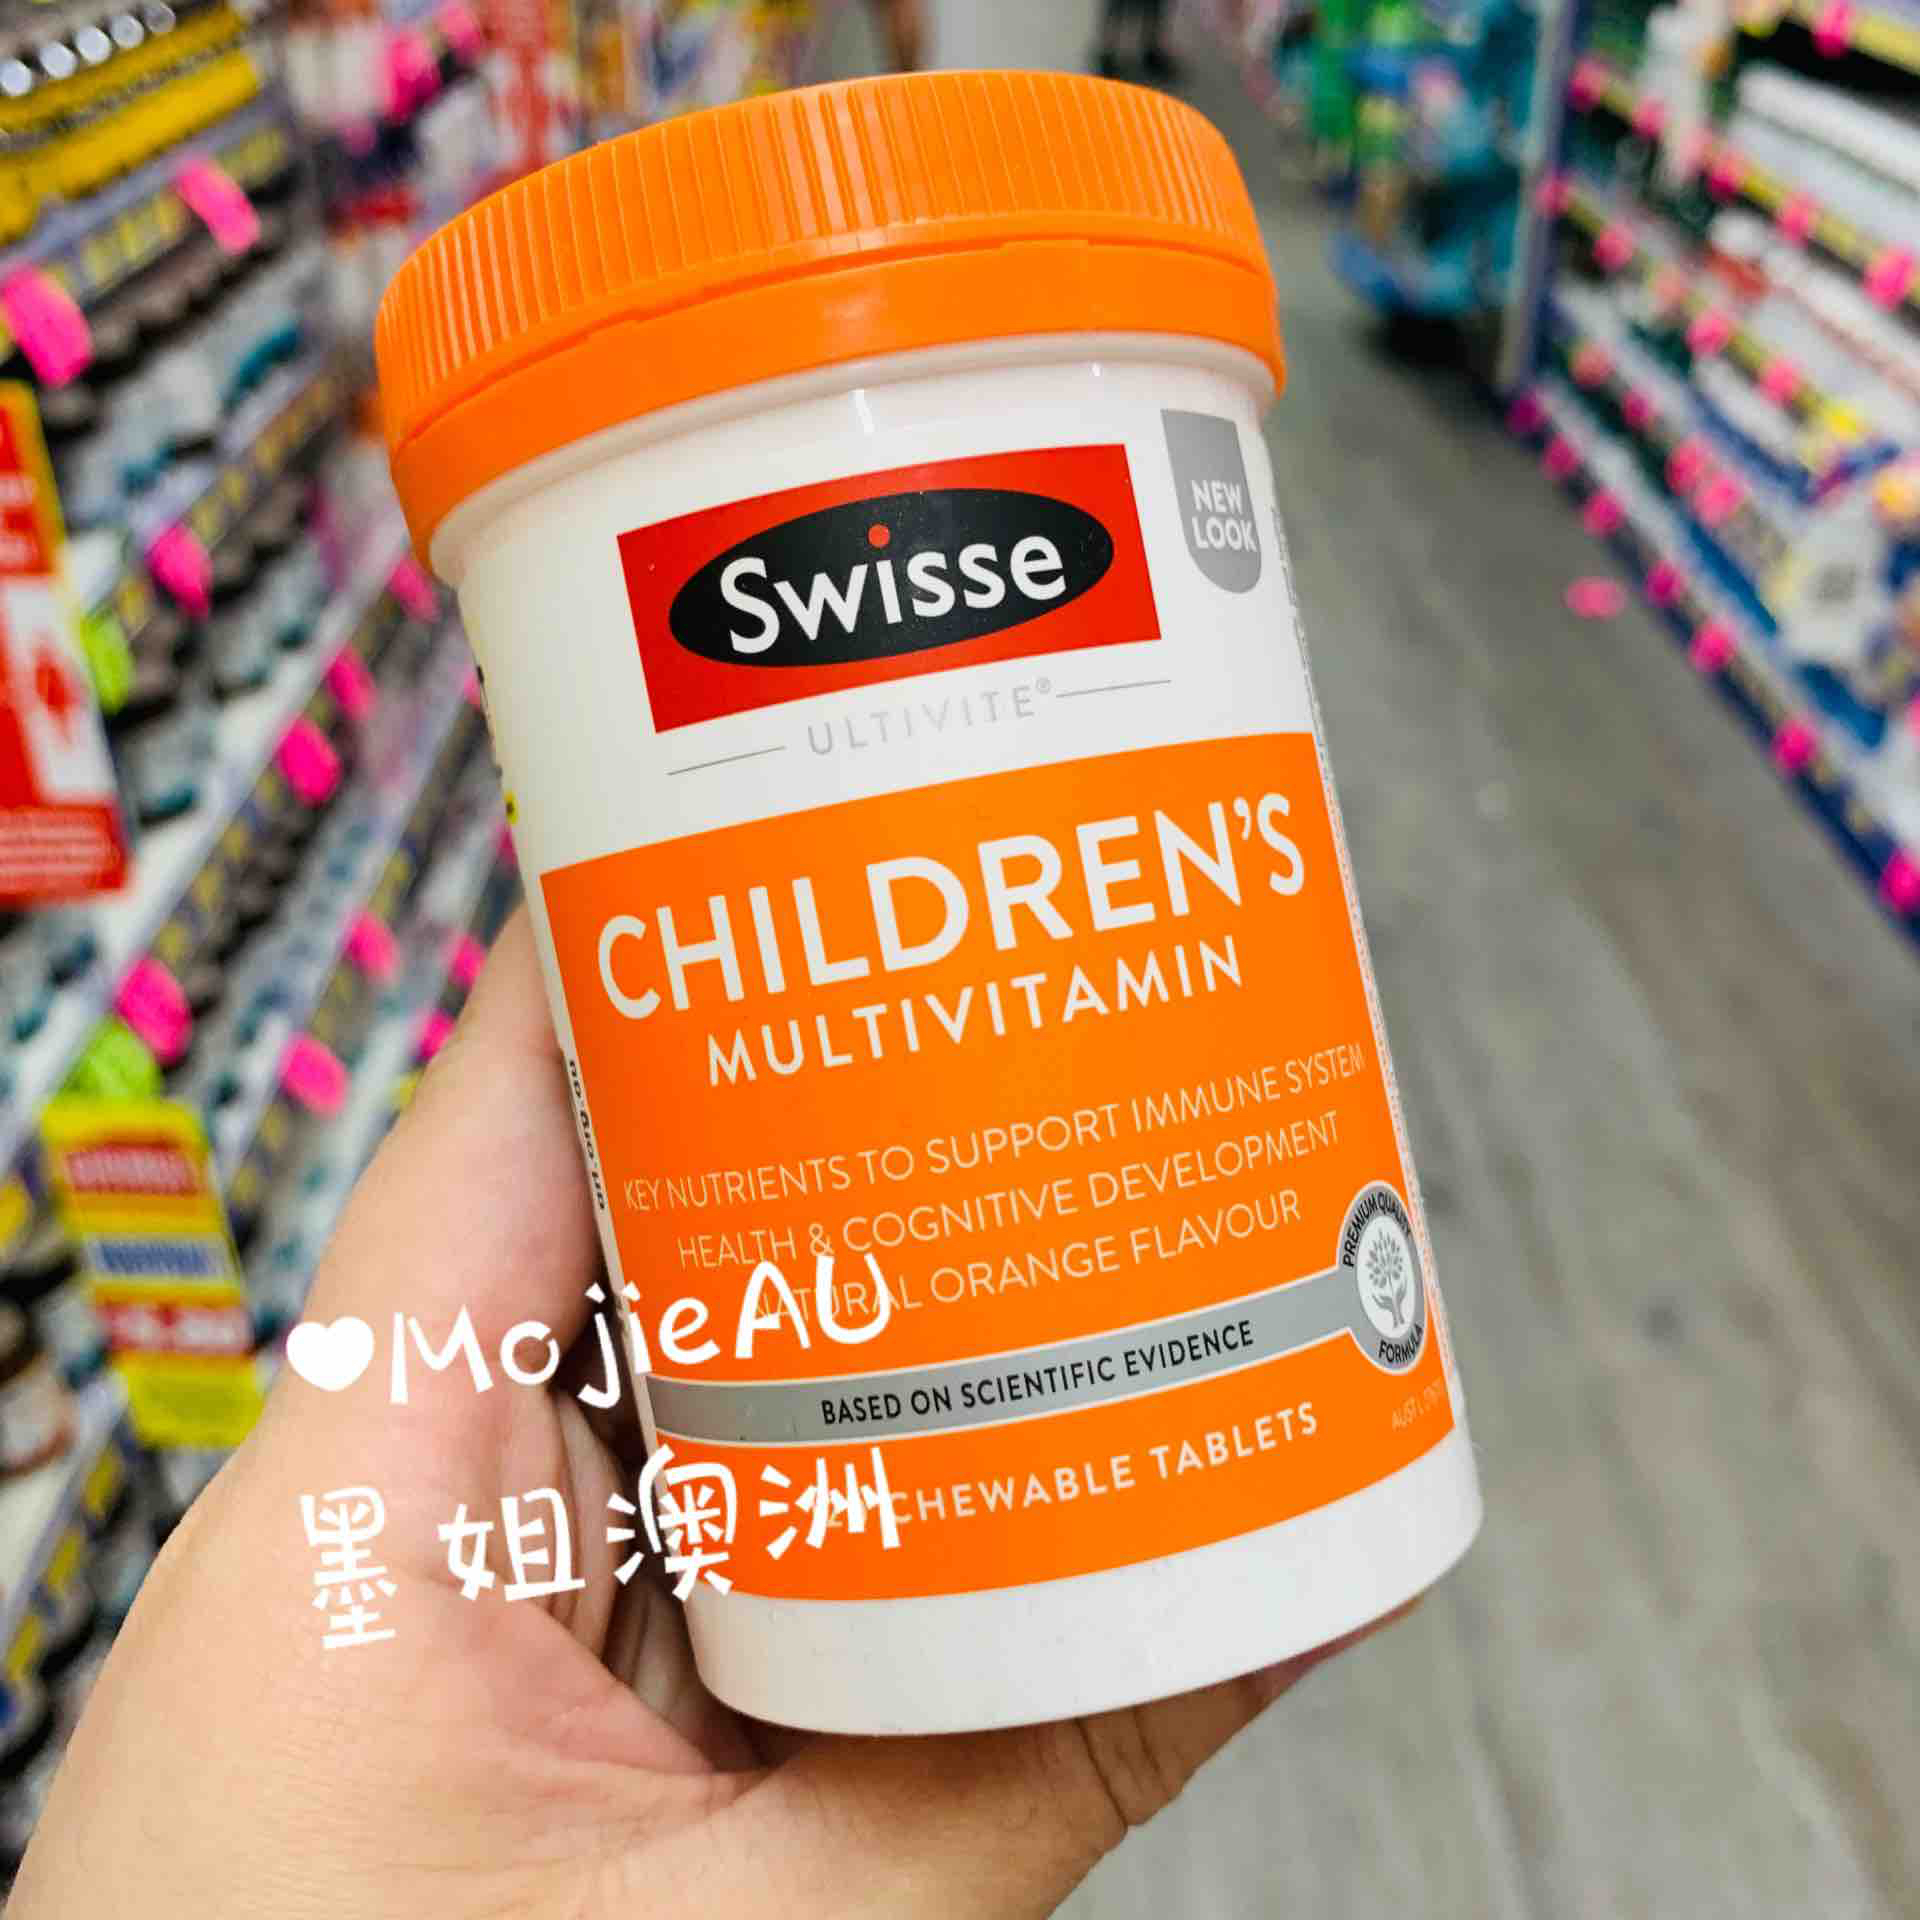 Swisse
NEW
LOOK
ULTIVITE®
CHILDREN'S
MULTIVITAMIN
KEY NUTRIENTS TO SUPPORT IMMUNE SYSTEM
HEALTH & COGNITIVE DEVELOPMENT
NATURAL ORANGE FLAVOUR
PREMIUM QUALITY
FORMULA
BASED ON SCIENTIFIC EVIDENCE
CHEWABLE TABLETS
AUST L
♥MojieAU
墨姐澳洲